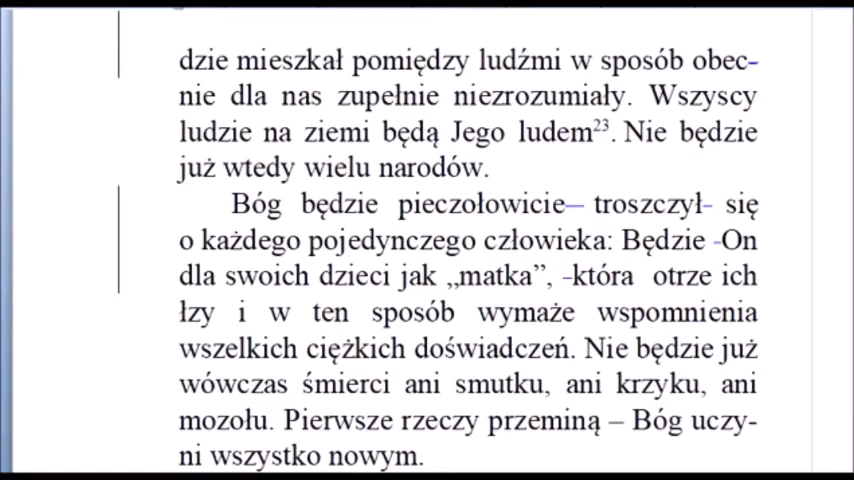 dzie mieszkał pomiędzy ludźmi w sposób obec-
nie dla nas zupełnie niezrozumiały. Wszyscy
ludzie na ziemi będą Jego ludem²³. Nie będzie
już wtedy wielu narodów.
Bóg będzie pieczołowicie– troszczył- się
o każdego pojedynczego człowieka: Będzie -On
dla swoich dzieci jak „matka”, -która otrze ich
łzy i w ten sposób wymaże wspomnienia
wszelkich ciężkich doświadczeń. Nie będzie już
wówczas śmierci ani smutku, ani krzyku, ani
mozołu. Pierwsze rzeczy przeminą – Bóg uczy-
ni wszystko nowym.